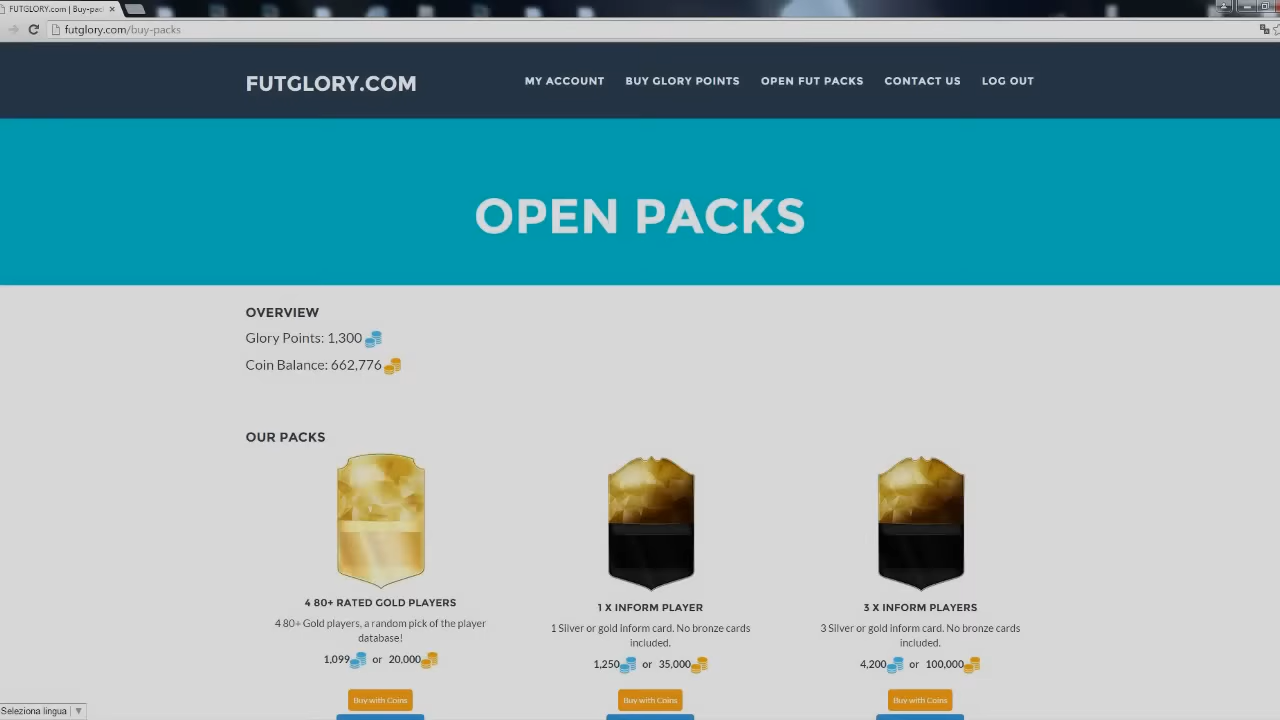 FUTGLORY.com | Buy-pac
futglory.com/buy-packs
FUTGLORY.COM
MY ACCOUNT
BUY GLORY POINTS
OPEN FUT PACKS
CONTACT US
LOG OUT
OPEN PACKS
OVERVIEW
Glory Points: 1,300
Coin Balance: 662,776
OUR PACKS
4 80+ RATED GOLD PLAYERS
4 80+ Gold players, a random pick of the player
database!
1,099 or 20,000
Buy with Coins
1 X INFORM PLAYER
1 Silver or gold inform card. No bronze cards
included.
1,250 or 35,000
Buy with Coins
3 X INFORM PLAYERS
3 Silver or gold inform card. No bronze cards
included.
4,200 or 100,000
Buy with Coins
Seleziona lingua